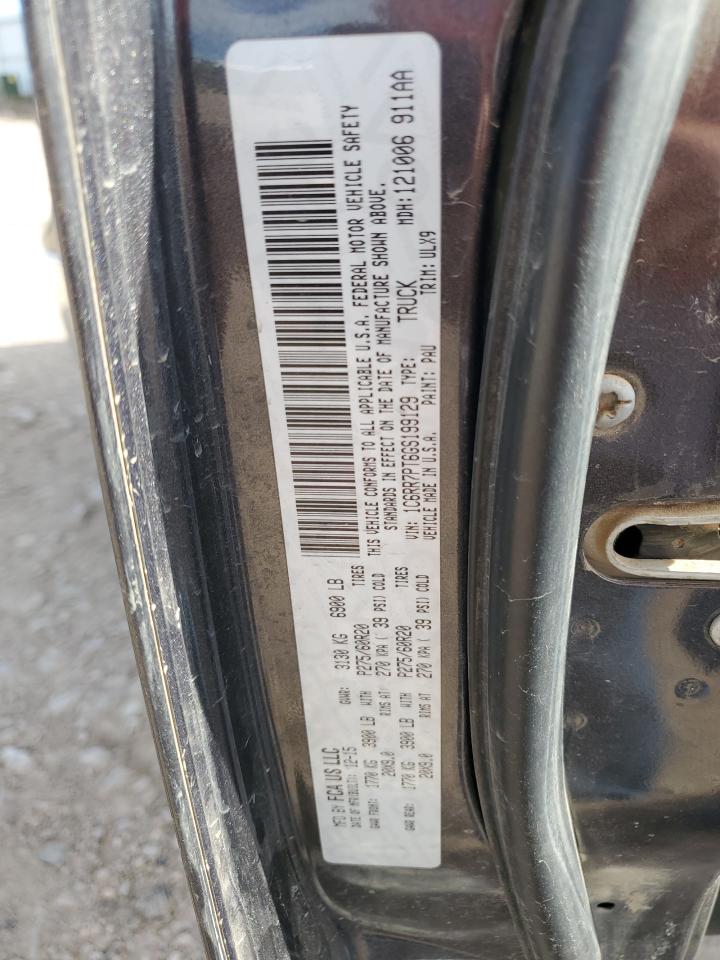 MFD BY FCA US LLC
DATE OF MFR(BUILT): 12-15
GVWR: 3130 KG 6900 LB
GAWR FRONT: 1770 KG 3900 LB WITH P275/60R20 TIRES
20X9.0 RIMS AT 270 KPA ( 39 PSI) COLD
GAWR REAR: 1770 KG 3900 LB WITH P275/60R20 TIRES
20X9.0 RIMS AT 270 KPA ( 39 PSI) COLD
THIS VEHICLE CONFORMS TO ALL APPLICABLE U.S.A. FEDERAL MOTOR VEHICLE SAFETY
STANDARDS IN EFFECT ON THE DATE OF MANUFACTURE SHOWN ABOVE.
VIN: 1C6RR7PT6GS199129 TYPE: TRUCK MDH: 121006 911AA
VEHICLE MADE IN U.S.A. PAINT: PAU TRIM: ULX9